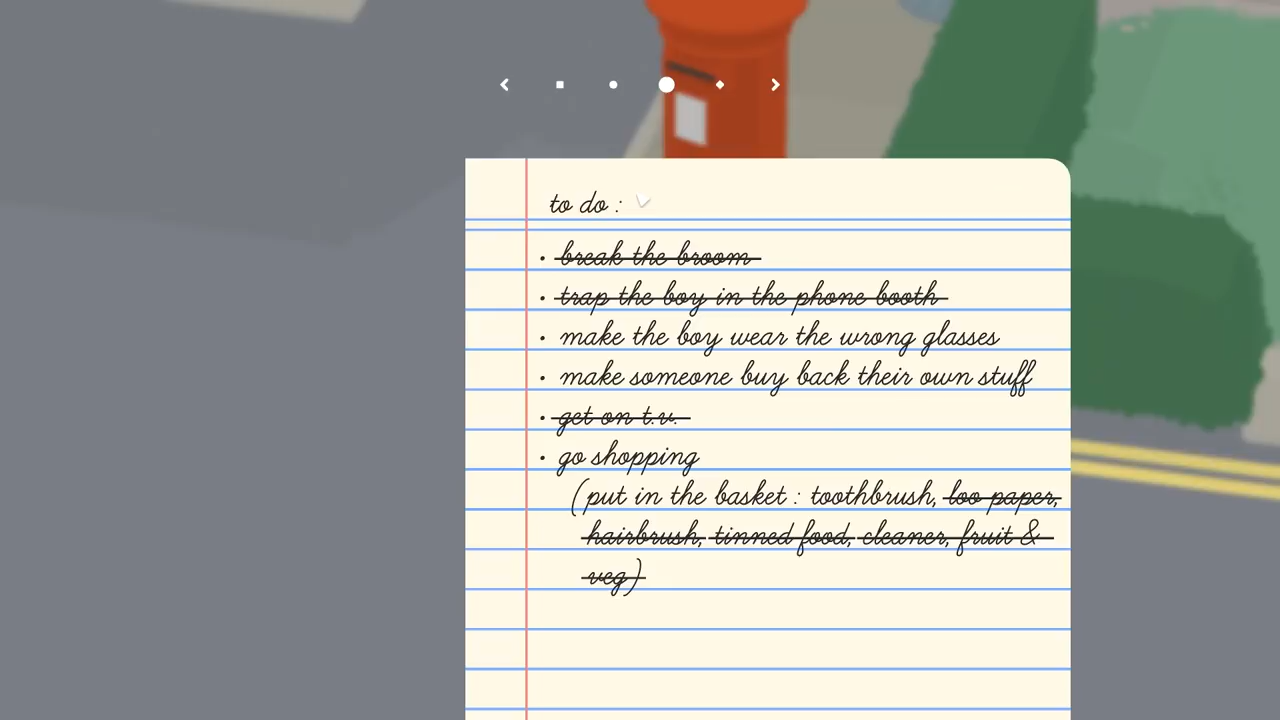 to do :
• break the broom
• trap the boy in the phone booth
• make the boy wear the wrong glasses
• make someone buy back their own stuff
• get on t.v.
• go shopping
(put in the basket : toothbrush, loo paper,
hairbrush, tinned food, cleaner, fruit &
veg)